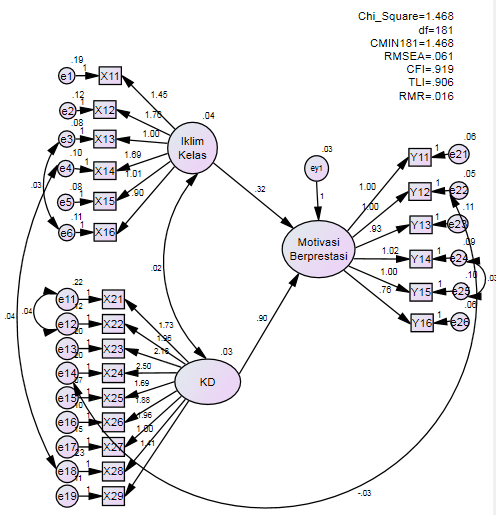 Chi_Square=1.468
df=181
CMIN181=1.468
RMSEA=.061
CFI=.919
TLI=.906
RMR=.016
.19
e1 1 X11
1.45
.12
e2 1 X12
1.76
.04
.08
e3 1 X13
1.00
Iklim
Kelas
.10
e4 1 X14
1.69
.03
.08
e5 1 X15
1.01
.11
e6 1 X16
.90
.03
ey1
1
.32
.02
Motivasi
Berprestasi
.06
Y11 1 e21
1.00
.05
Y12 1 e22
1.00
.11
Y13 1 e23
.93
.09
Y14 1 e24
1.02
.03
.10
Y15 1 e25
1.00
.06
Y16 1 e26
.76
.90
.04
.22
e11 1 X21
1.73
.04
e12 1 X22
1.95
e13 1 X23
2.16
.03
KD
.20
e14 1 X24
2.50
e15 1 X25
1.69
.10
e16 1 X26
1.88
.15
e17 1 X27
1.96
.23
e18 1 X28
1.00
.11
e19 1 X29
1.41
-.03